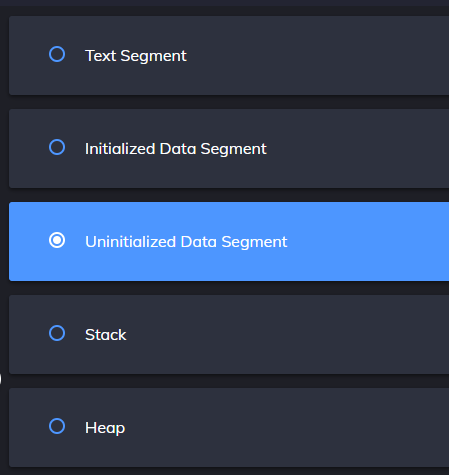 Text Segment
Initialized Data Segment
Uninitialized Data Segment
Stack
Heap